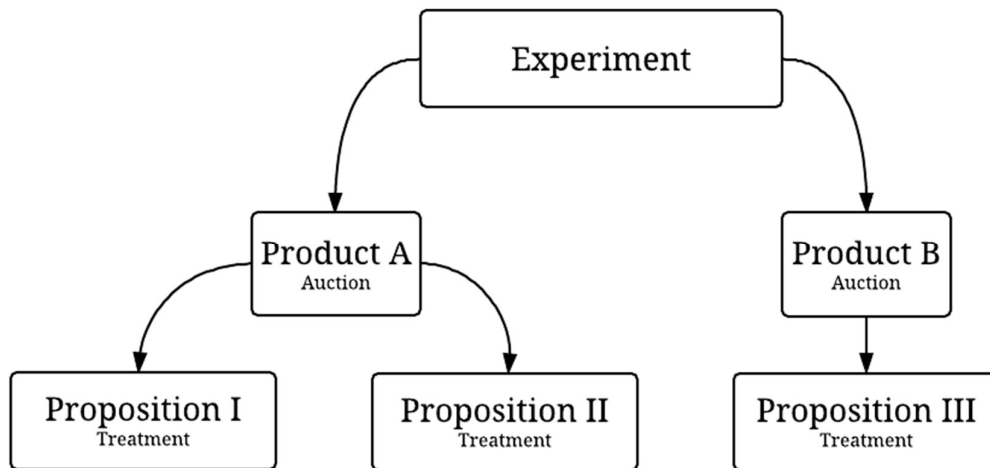 Experiment
Product A
Auction
Product B
Auction
Proposition I
Treatment
Proposition II
Treatment
Proposition III
Treatment